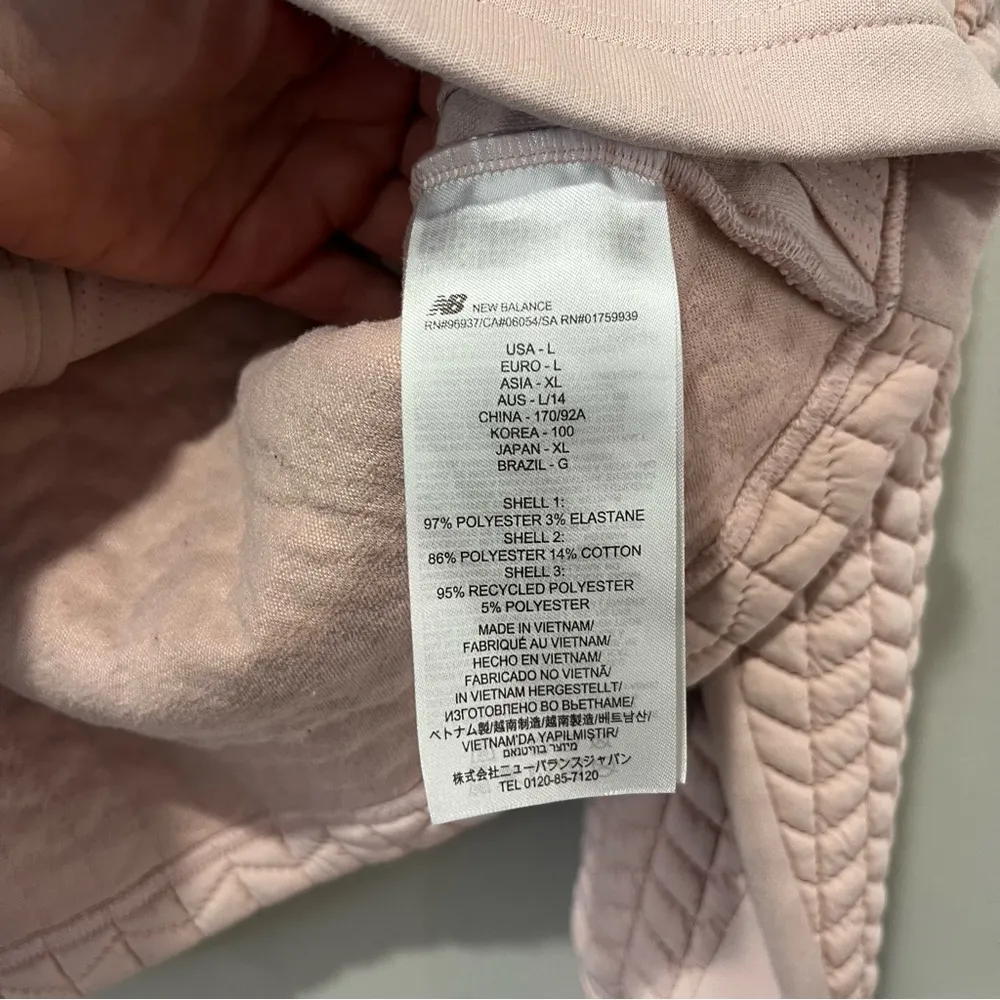 NB NEW BALANCE
RN#96937/CA#06054/SA RN#01759939
USA - L
EURO - L
ASIA - XL
AUS - L/14
CHINA - 170/92A
KOREA - 100
JAPAN - XL
BRAZIL - G
SHELL 1:
97% POLYESTER 3% ELASTANE
SHELL 2:
86% POLYESTER 14% COTTON
SHELL 3:
95% RECYCLED POLYESTER
5% POLYESTER
MADE IN VIETNAM/
FABRIQUÉ AU VIETNAM/
HECHO EN VIETNAM/
FABRICADO NO VIETNÃ/
IN VIETNAM HERGESTELLT/
ИЗГОТОВЛЕНО ВО ВЬЕТНАМЕ/
ベトナム製/越南制造/越南製造/베트남산/
VIETNAM'DA YAPILMIŞTIR/
מיוצר בוויטנאם
株式会社ニューバランスジャパン
TEL 0120-85-7120